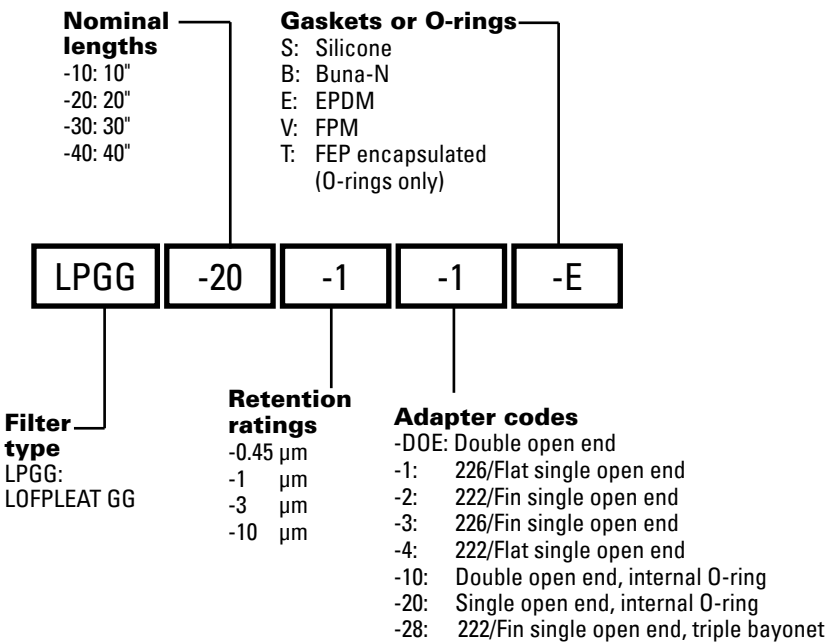 Nominal
lengths
-10: 10"
-20: 20"
-30: 30"
-40: 40"
Gaskets or O-rings
S: Silicone
B: Buna-N
E: EPDM
V: FPM
T: FEP encapsulated
(O-rings only)
LPGG -20 -1 -1 -E
Filter
type
LPGG:
LOFPLEAT GG
Retention
ratings
-0.45 µm
-1 µm
-3 µm
-10 µm
Adapter codes
-DOE: Double open end
-1: 226/Flat single open end
-2: 222/Fin single open end
-3: 226/Fin single open end
-4: 222/Flat single open end
-10: Double open end, internal O-ring
-20: Single open end, internal O-ring
-28: 222/Fin single open end, triple bayonet